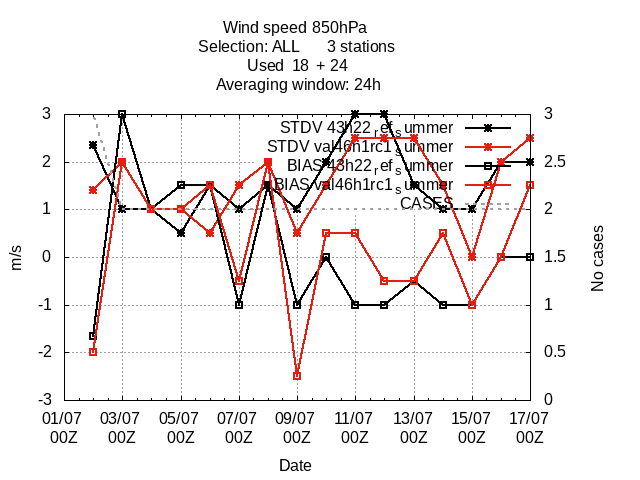 Wind speed 850hPa
Selection: ALL 3 stations
Used 18 + 24
Averaging window: 24h
STDV 43h22_ref_summer
STDV val46h1rc1_summer
BIAS 43h22_ref_summer
BIAS val46h1rc1_summer
CASES
3
2
1
0
-1
-2
-3
m/s
3
2.5
2
1.5
1
0.5
0
No cases
01/07 03/07 05/07 07/07 09/07 11/07 13/07 15/07 17/07
00Z 00Z 00Z 00Z 00Z 00Z 00Z 00Z 00Z
Date